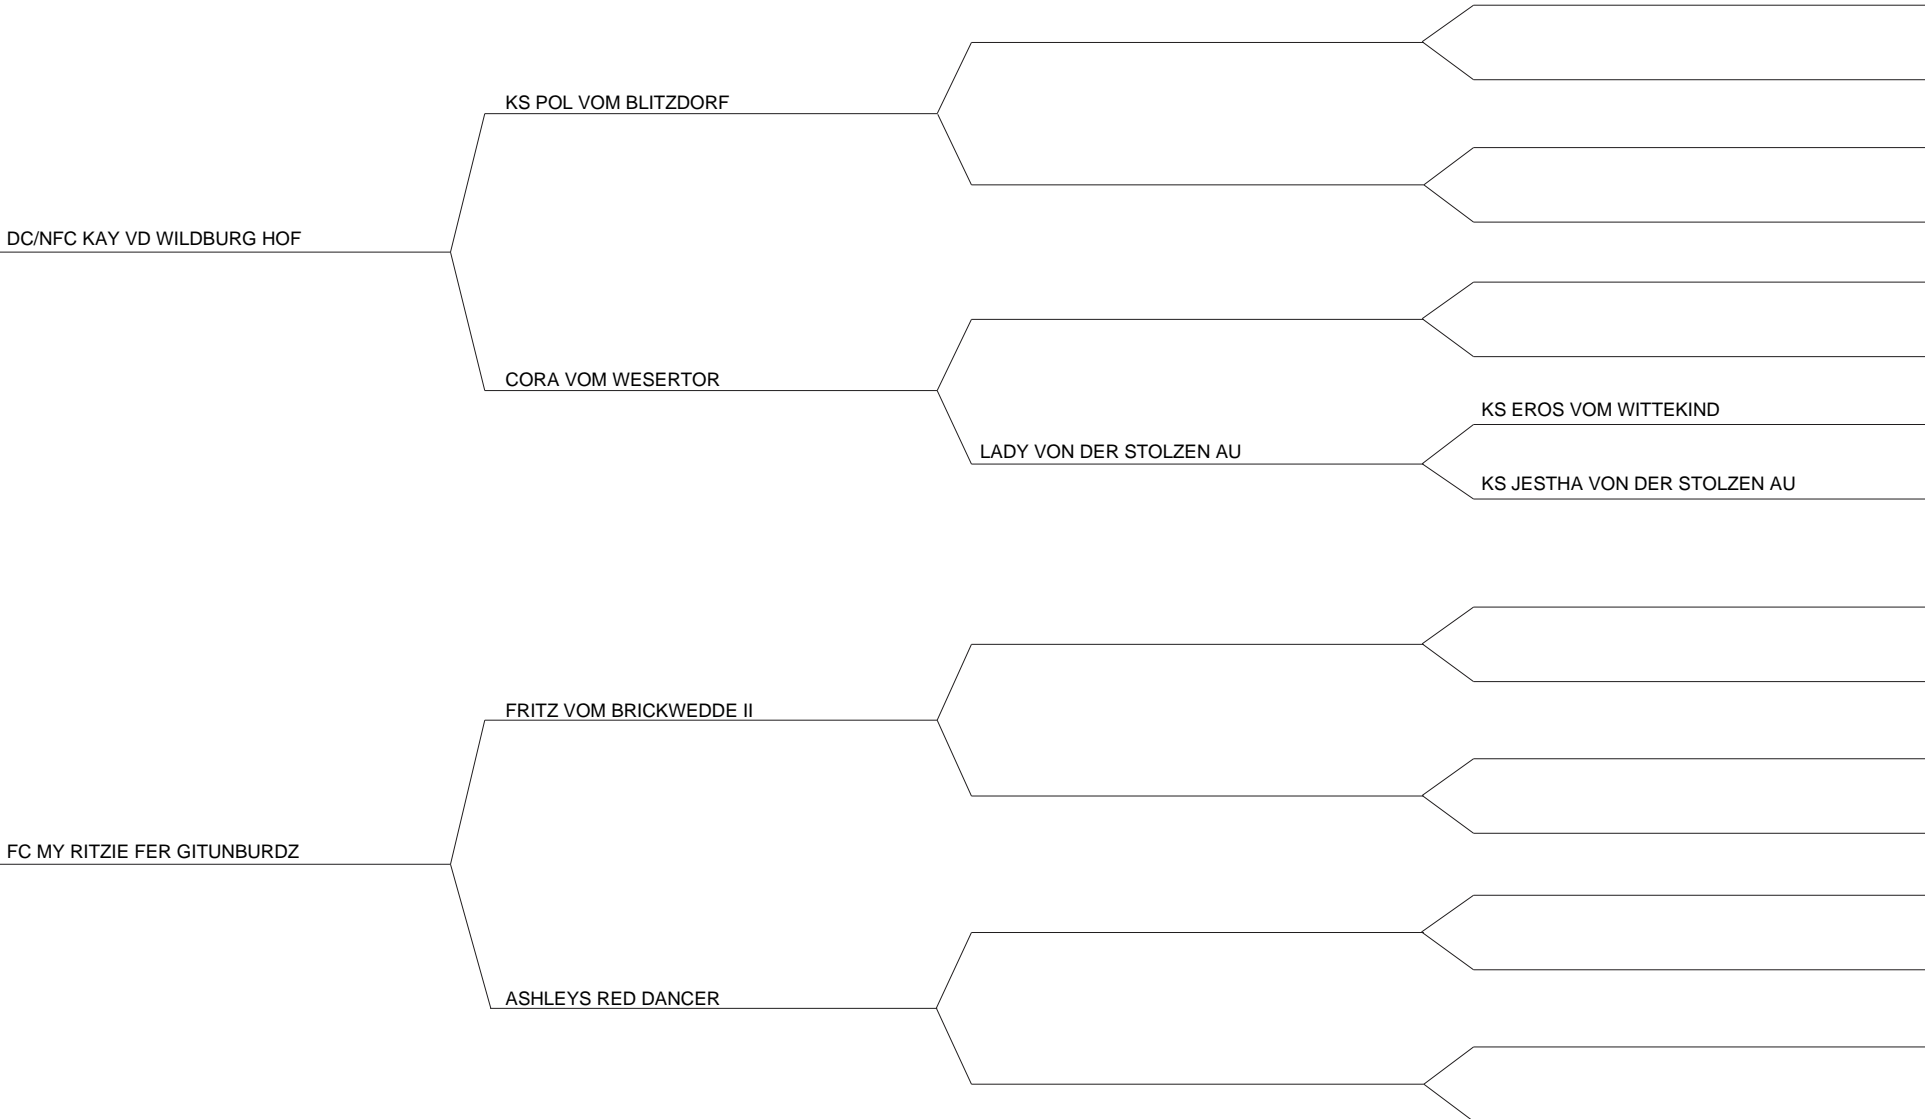 KS POL VOM BLITZDORF
DC/NFC KAY VD WILDBURG HOF
CORA VOM WESERTOR
KS EROS VOM WITTEKIND
LADY VON DER STOLZEN AU
KS JESTHA VON DER STOLZEN AU
FRITZ VOM BRICKWEDDE II
FC MY RITZIE FER GITUNBURDZ
ASHLEYS RED DANCER